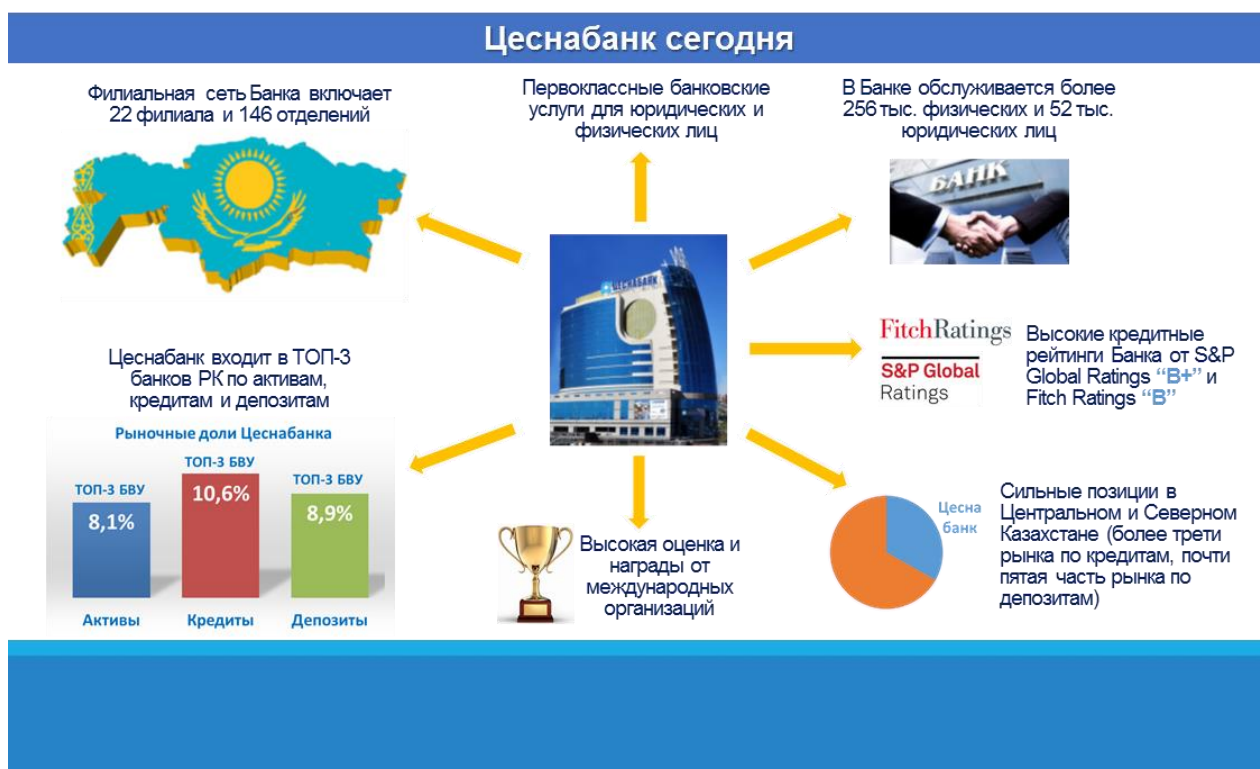 Цеснабанк сегодня
Филиальная сеть Банка включает
22 филиала и 146 отделений
Первоклассные банковские
услуги для юридических и
физических лиц
В Банке обслуживается более
256 тыс. физических и 52 тыс.
юридических лиц
БАНК
ЦЕСНАБАНК
FitchRatings
S&P Global
Ratings
Высокие кредитные
рейтинги Банка от S&P
Global Ratings “B+” и
Fitch Ratings “B”
Цеснабанк входит в ТОП-3
банков РК по активам,
кредитам и депозитам
Рыночные доли Цеснабанка
ТОП-3 БВУ
8,1%
ТОП-3 БВУ
10,6%
ТОП-3 БВУ
8,9%
Активы
Кредиты
Депозиты
Высокая оценка и
награды от
международных
организаций
Цесна
банк
Сильные позиции в
Центральном и Северном
Казахстане (более трети
рынка по кредитам, почти
пятая часть рынка по
депозитам)